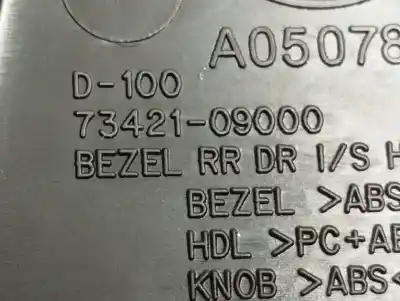 A05078
D-100
73421-09000
BEZEL RR DR I/S H
BEZEL >ABS
HDL >PC+AB
KNOB >ABS<